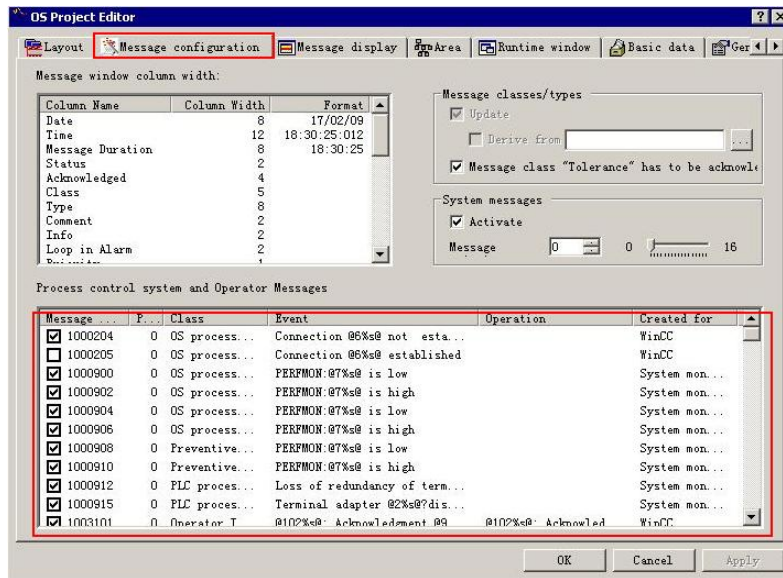 OS Project Editor
Layout Message configuration Message display Area Runtime window Basic data Ger
Message window column width:
Column Name Column Width Format
Date 8 17/02/09
Time 12 18:30:25:012
Message Duration 8 18:30:25
Status 2
Acknowledged 4
Class 5
Type 8
Comment 2
Info 2
Loop in Alarm 2
Message classes/types
Update
Derive from ...
Message class "Tolerance" has to be acknowle
System messages
Activate
Message 0 0 16
Process control system and Operator Messages
Message ... P... Class Event Operation Created for
1000204 0 OS process... Connection @6%s@ not esta... WinCC
1000205 0 OS process... Connection @6%s@ established WinCC
1000900 0 OS process... PERFMON:@7%s@ is low System mon...
1000902 0 OS process... PERFMON:@7%s@ is high System mon...
1000904 0 OS process... PERFMON:@7%s@ is low System mon...
1000906 0 OS process... PERFMON:@7%s@ is high System mon...
1000908 0 Preventive... PERFMON:@7%s@ is low System mon...
1000910 0 Preventive... PERFMON:@7%s@ is high System mon...
1000912 0 PLC proces... Loss of redundancy of term... System mon...
1000915 0 PLC proces... Terminal adapter @2%s@?dis... System mon...
1003101 0 Operator I @102%s@: Acknowledgment @9 @102%s@: Acknowled WinCC
OK Cancel Apply